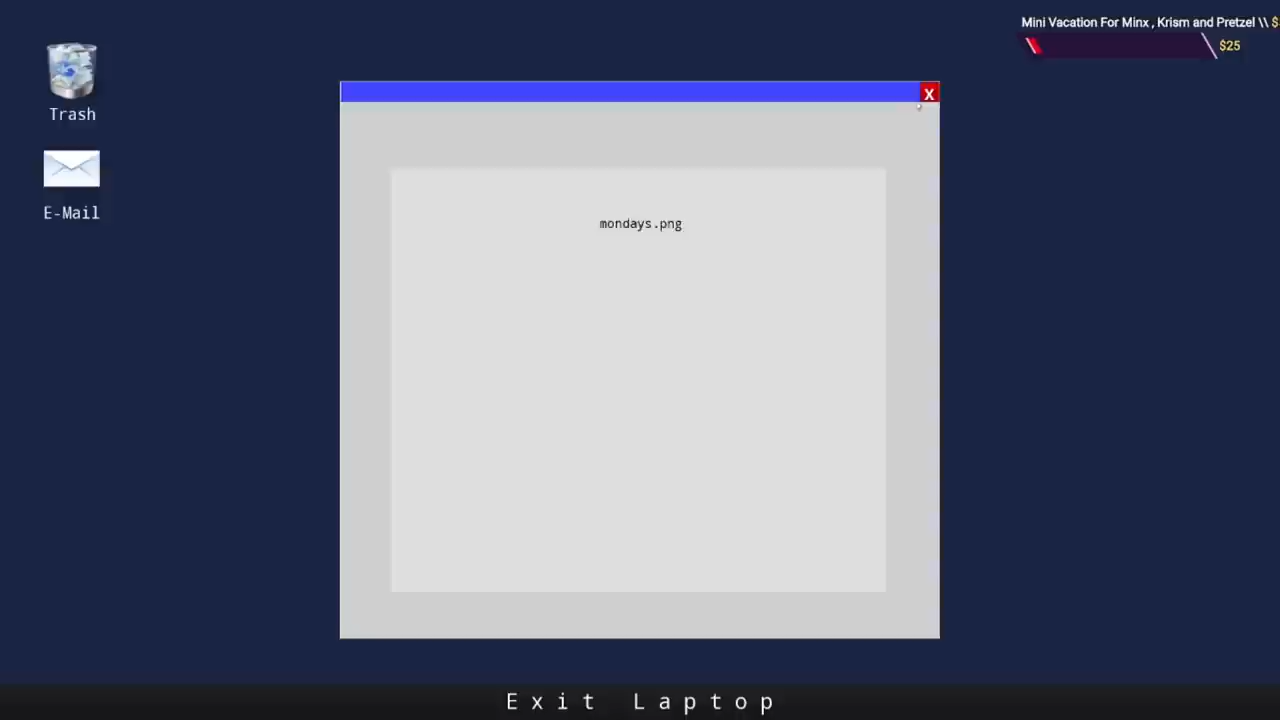 Mini Vacation For Minx , Krism and Pretzel \\ $
$25
Trash
X
mondays.png
E-Mail
Exit Laptop